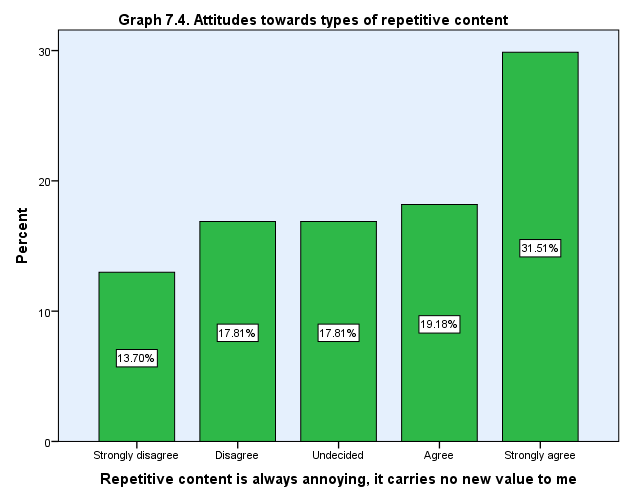 Graph 7.4. Attitudes towards types of repetitive content
Percent
30
20
10
0
13.70%
17.81%
17.81%
19.18%
31.51%
Strongly disagree
Disagree
Undecided
Agree
Strongly agree
Repetitive content is always annoying, it carries no new value to me